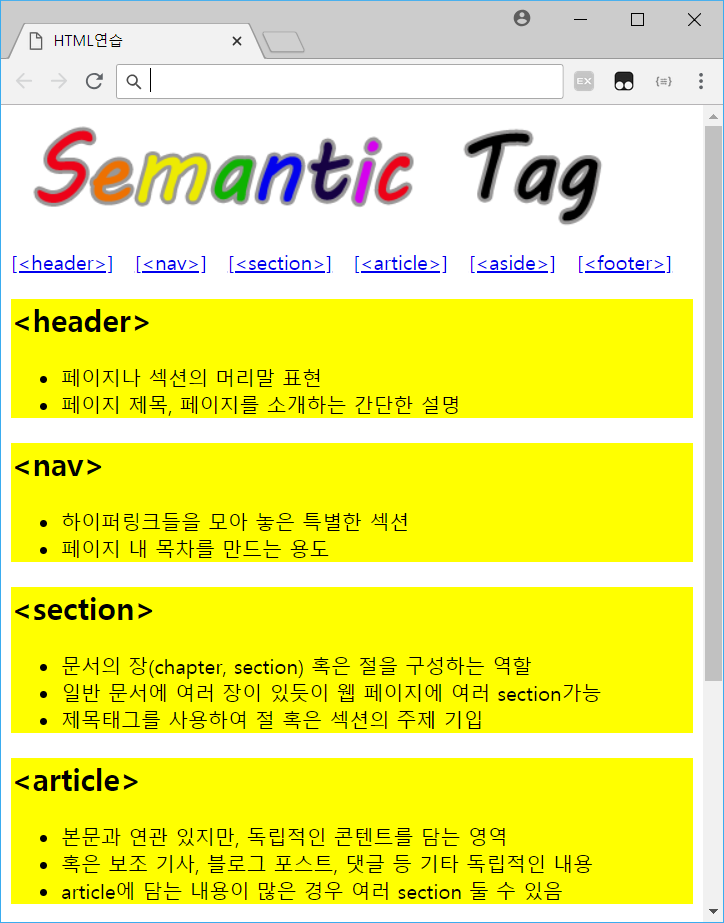 HTML연습
EX
Semantic Tag
[<header>] [<nav>] [<section>] [<article>] [<aside>] [<footer>]
<header>
• 페이지나 섹션의 머리말 표현
• 페이지 제목, 페이지를 소개하는 간단한 설명
<nav>
• 하이퍼링크들을 모아 놓은 특별한 섹션
• 페이지 내 목차를 만드는 용도
<section>
• 문서의 장(chapter, section) 혹은 절을 구성하는 역할
• 일반 문서에 여러 장이 있듯이 웹 페이지에 여러 section가능
• 제목태그를 사용하여 절 혹은 섹션의 주제 기입
<article>
• 본문과 연관 있지만, 독립적인 콘텐트를 담는 영역
• 혹은 보조 기사, 블로그 포스트, 댓글 등 기타 독립적인 내용
• article에 담는 내용이 많은 경우 여러 section 둘 수 있음